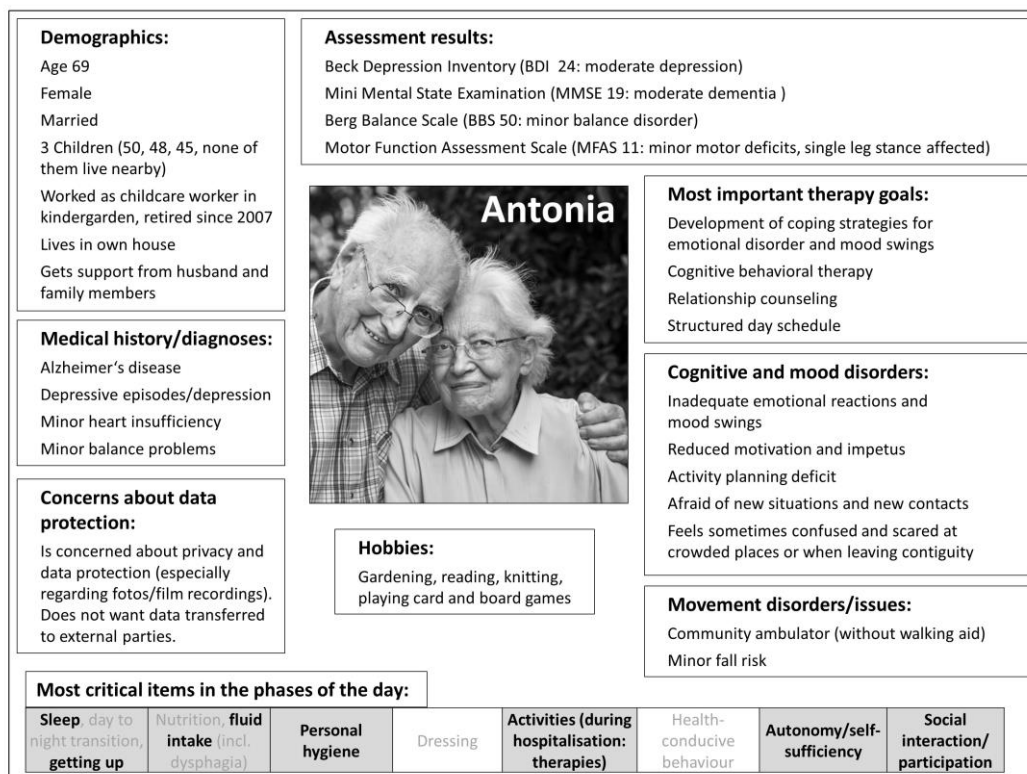 Demographics:
Age 69
Female
Married
3 Children (50, 48, 45, none of
them live nearby)
Worked as childcare worker in
kindergarden, retired since 2007
Lives in own house
Gets support from husband and
family members
Medical history/diagnoses:
Alzheimer‘s disease
Depressive episodes/depression
Minor heart insufficiency
Minor balance problems
Concerns about data
protection:
Is concerned about privacy and
data protection (especially
regarding fotos/film recordings).
Does not want data transferred
to external parties.
Assessment results:
Beck Depression Inventory (BDI 24: moderate depression)
Mini Mental State Examination (MMSE 19: moderate dementia )
Berg Balance Scale (BBS 50: minor balance disorder)
Motor Function Assessment Scale (MFAS 11: minor motor deficits, single leg stance affected)
Antonia
Hobbies:
Gardening, reading, knitting,
playing card and board games
Most important therapy goals:
Development of coping strategies for
emotional disorder and mood swings
Cognitive behavioral therapy
Relationship counseling
Structured day schedule
Cognitive and mood disorders:
Inadequate emotional reactions and
mood swings
Reduced motivation and impetus
Activity planning deficit
Afraid of new situations and new contacts
Feels sometimes confused and scared at
crowded places or when leaving contiguity
Movement disorders/issues:
Community ambulator (without walking aid)
Minor fall risk
Most critical items in the phases of the day:
Sleep, day to
night transition,
getting up
Nutrition, fluid
intake (incl.
dysphagia)
Personal
hygiene
Dressing
Activities (during
hospitalisation:
therapies)
Health-
conducive
behaviour
Autonomy/self-
sufficiency
Social
interaction/
participation